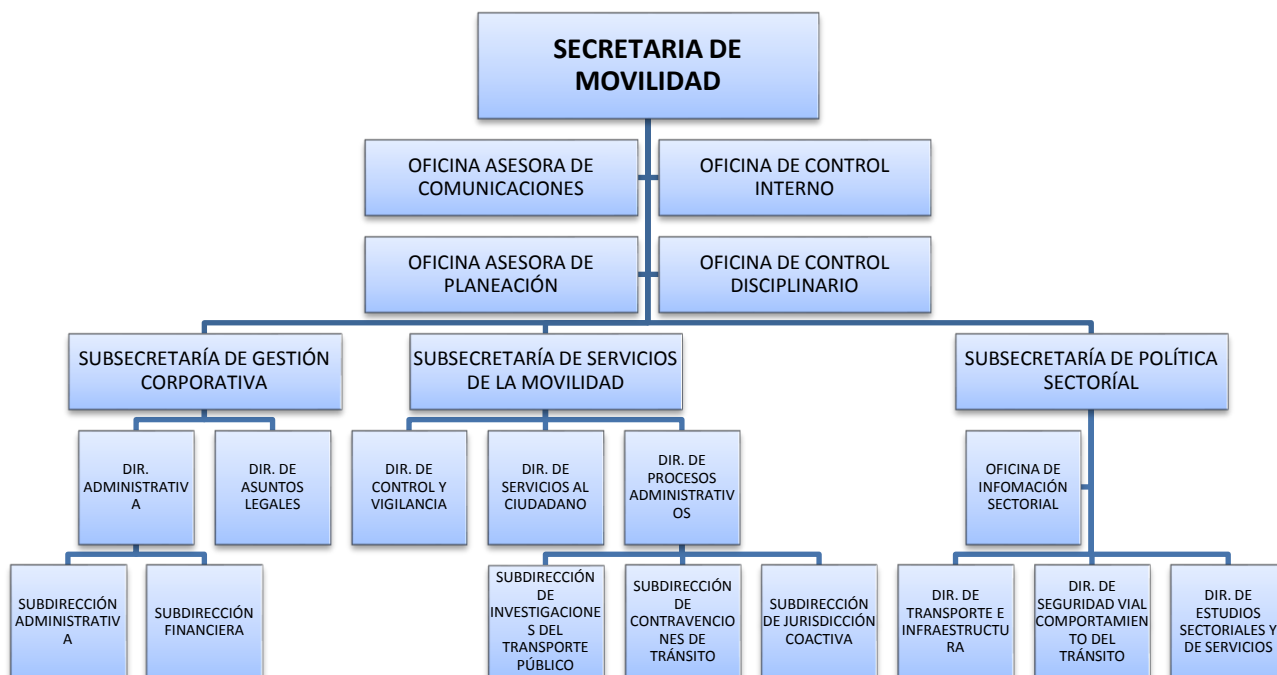 SECRETARIA DE
MOVILIDAD
OFICINA ASESORA DE
COMUNICACIONES
OFICINA DE CONTROL
INTERNO
OFICINA ASESORA DE
PLANEACIÓN
OFICINA DE CONTROL
DISCIPLINARIO
SUBSECRETARÍA DE GESTIÓN
CORPORATIVA
SUBSECRETARÍA DE SERVICIOS
DE LA MOVILIDAD
SUBSECRETARÍA DE POLÍTICA
SECTORÍAL
DIR.
ADMINISTRATIV
A
DIR. DE
ASUNTOS
LEGALES
DIR. DE
CONTROL Y
VIGILANCIA
DIR. DE
SERVICIOS AL
CIUDADANO
DIR. DE
PROCESOS
ADMINISTRATIV
OS
OFICINA DE
INFOMACIÓN
SECTORIAL
SUBDIRECCIÓN
ADMINISTRATIV
A
SUBDIRECCIÓN
FINANCIERA
SUBDIRECCIÓN
DE
INVESTIGACIONE
S DEL
TRANSPORTE
PÚBLICO
SUBDIRECCIÓN
DE
CONTRAVENCIO
NES DE
TRÁNSITO
SUBDIRECCIÓN
DE JURISDICCIÓN
COACTIVA
DIR. DE
TRANSPORTE E
INFRAESTRUCTU
RA
DIR. DE
SEGURIDAD VIAL
COMPORTAMIEN
TO DEL
TRÁNSITO
DIR. DE
ESTUDIOS
SECTORIALES Y
DE SERVICIOS